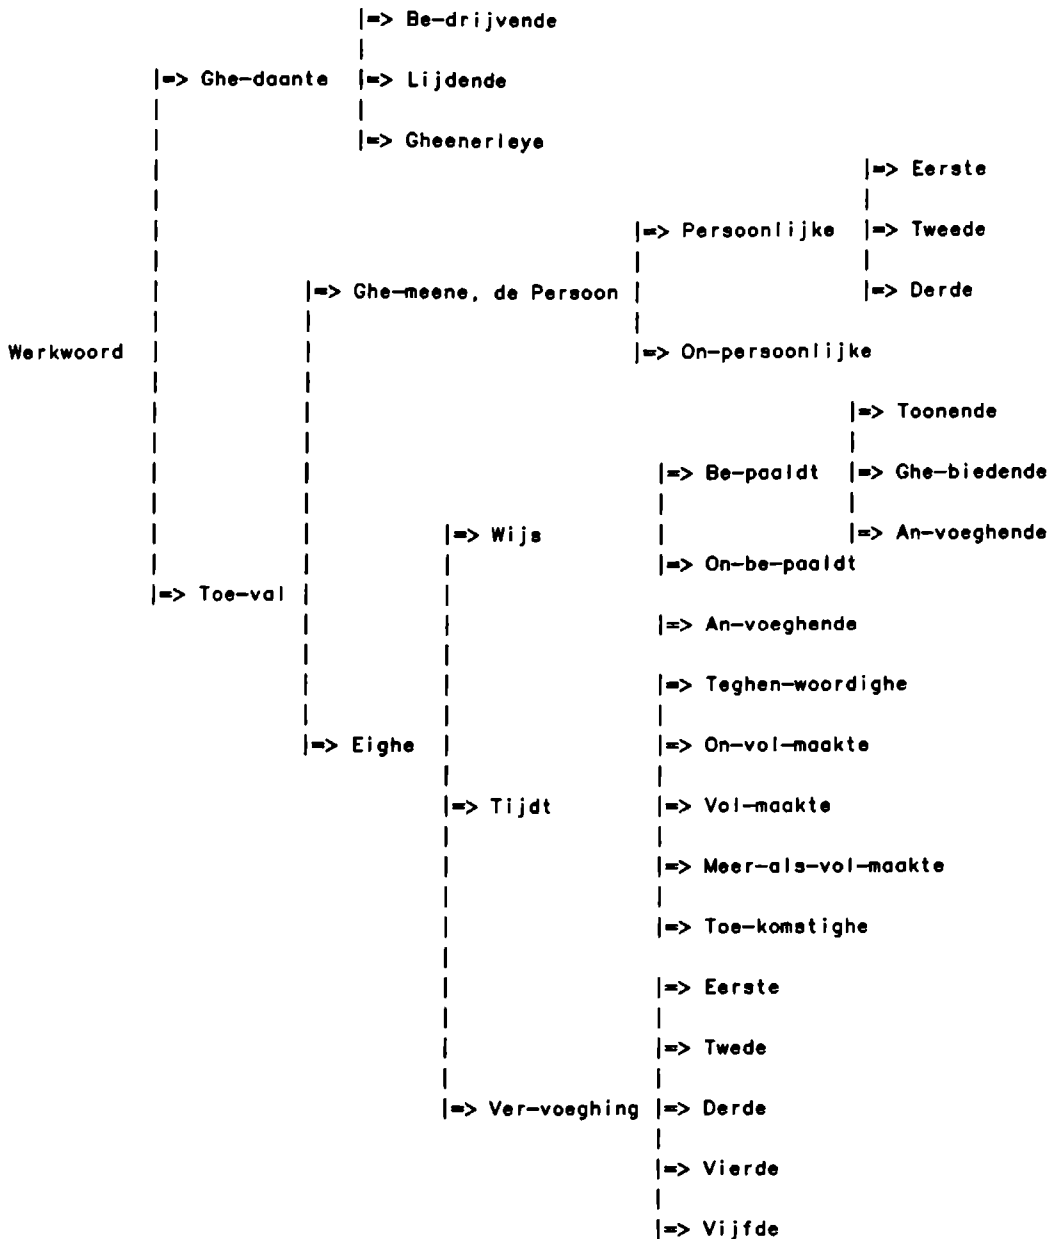 |=> Be-drijvende
|=> Ghe-daante |=> Lijdende
|=> Gheenerleye
|=> Eerste
|=> Persoonlijke |=> Tweede
|=> Ghe-meene, de Persoon |=> Derde
Werkwoord |=> On-persoonlijke
|=> Toonende
|=> Be-paaldt |=> Ghe-biedende
|=> Wijs |=> An-voeghende
|=> On-be-paaldt
|=> Toe-val
|=> An-voeghende
|=> Teghen-woordighe
|=> Eighe |=> On-vol-maakte
|=> Tijdt |=> Vol-maakte
|=> Meer-als-vol-maakte
|=> Toe-komstighe
|=> Eerste
|=> Twede
|=> Ver-voeghing |=> Derde
|=> Vierde
|=> Vijfde